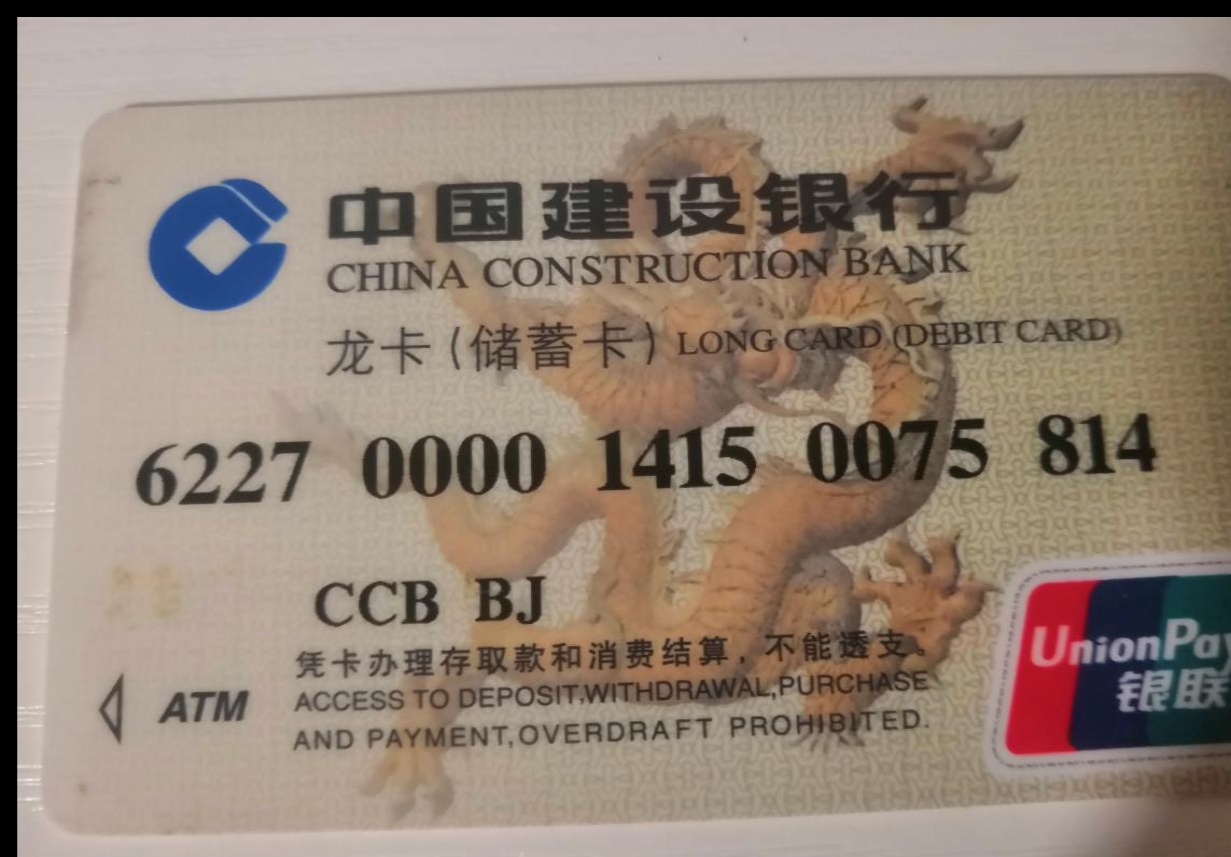 中国建设银行
CHINA CONSTRUCTION BANK
龙卡(储蓄卡) LONG CARD (DEBIT CARD)
6227 0000 1415 0075 814
CCB BJ
凭卡办理存取款和消费结算，不能透支。
ATM ACCESS TO DEPOSIT,WITHDRAWAL,PURCHASE
AND PAYMENT,OVERDRAFT PROHIBITED.
UnionPay
银联